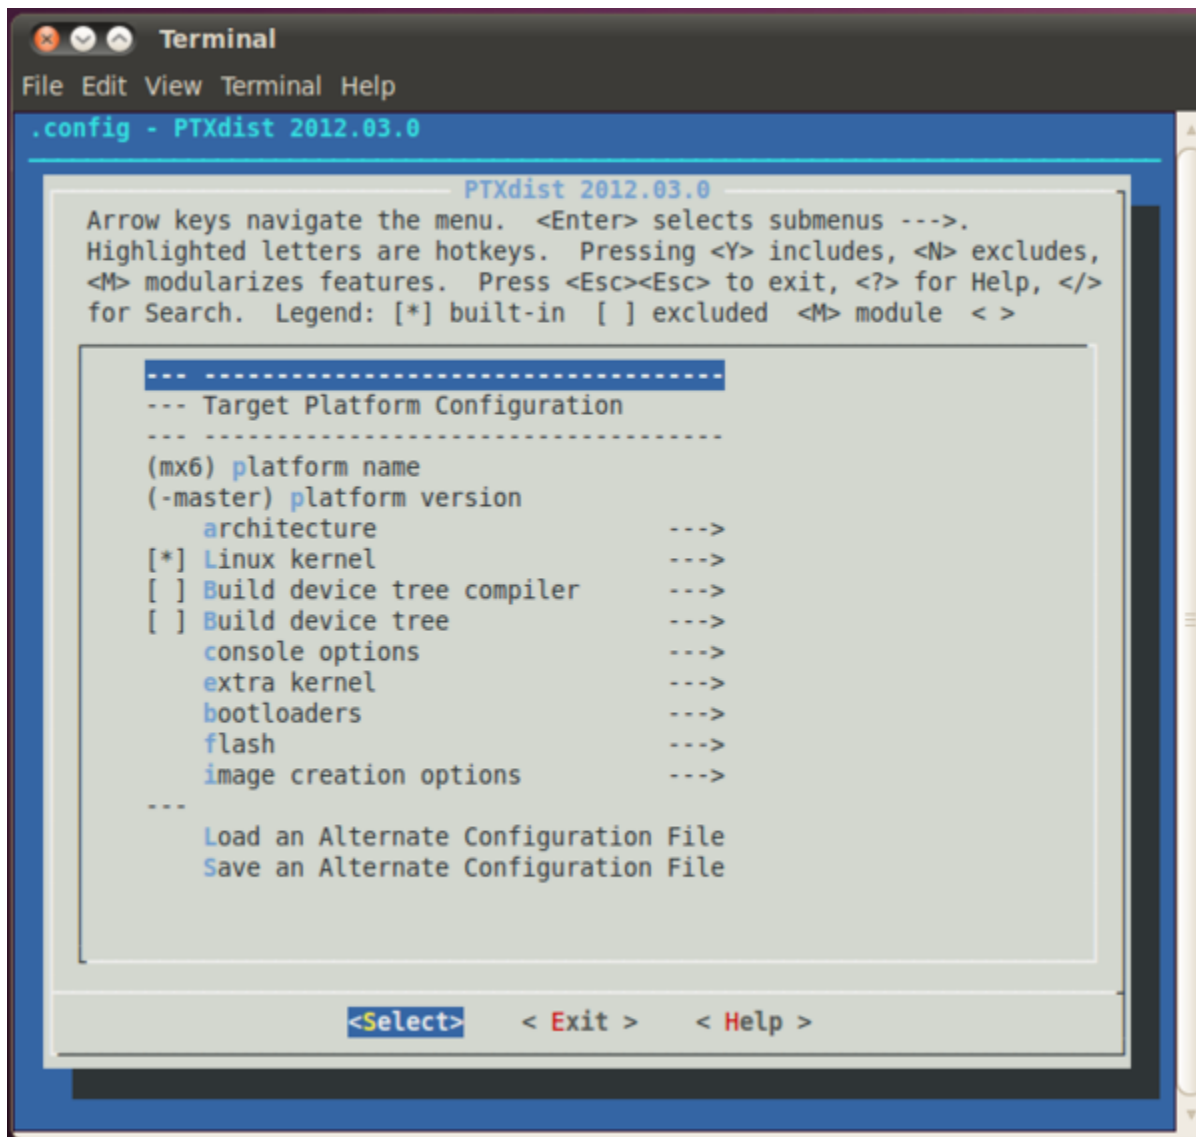 Terminal
File Edit View Terminal Help
.config - PTXdist 2012.03.0
PTXdist 2012.03.0
Arrow keys navigate the menu.  <Enter> selects submenus --->.
Highlighted letters are hotkeys.  Pressing <Y> includes, <N> excludes,
<M> modularizes features.  Press <Esc><Esc> to exit, <?> for Help, </>
for Search.  Legend: [*] built-in  [ ] excluded  <M> module  < >
--- ------------------------------------
--- Target Platform Configuration
--- ------------------------------------
(mx6) platform name
(-master) platform version
architecture --->
[*] Linux kernel --->
[ ] Build device tree compiler --->
[ ] Build device tree --->
console options --->
extra kernel --->
bootloaders --->
flash --->
image creation options --->
---
Load an Alternate Configuration File
Save an Alternate Configuration File
<Select> < Exit > < Help >